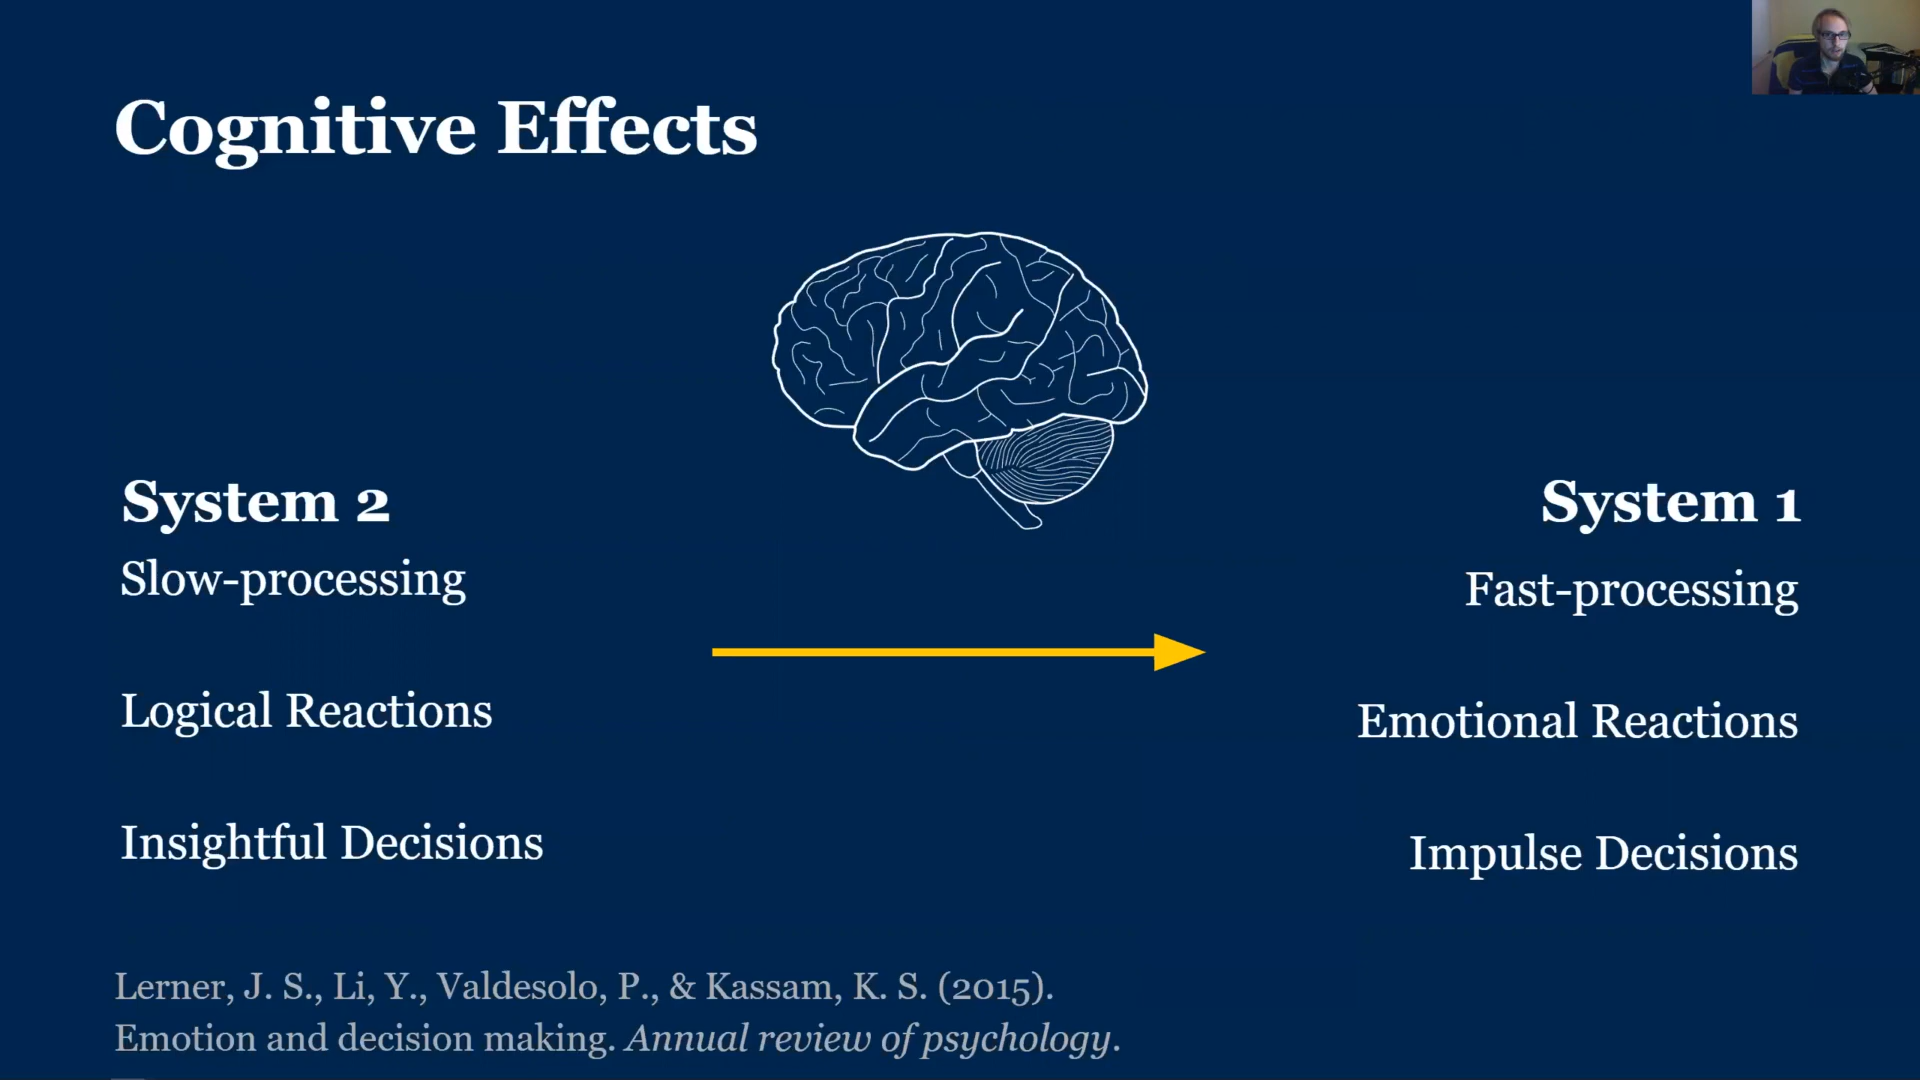 Cognitive Effects
System 2
Slow-processing
Logical Reactions
Insightful Decisions
System 1
Fast-processing
Emotional Reactions
Impulse Decisions
Lerner, J. S., Li, Y., Valdesolo, P., & Kassam, K. S. (2015).
Emotion and decision making. Annual review of psychology.